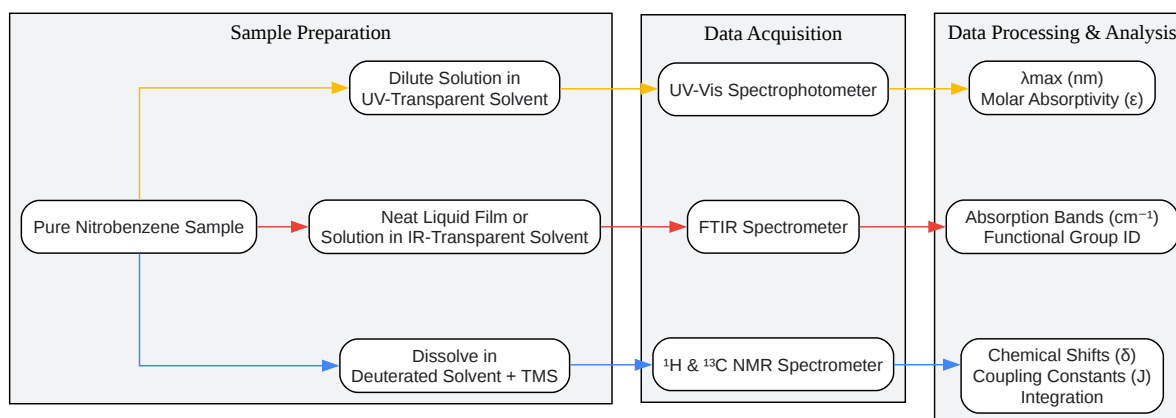 Sample Preparation
Data Acquisition
Data Processing & Analysis
Dilute Solution in
UV-Transparent Solvent
UV-Vis Spectrophotometer
λmax (nm)
Molar Absorptivity (ε)
Pure Nitrobenzene Sample
Neat Liquid Film or
Solution in IR-Transparent Solvent
FTIR Spectrometer
Absorption Bands (cm⁻¹)
Functional Group ID
Dissolve in
Deuterated Solvent + TMS
¹H & ¹³C NMR Spectrometer
Chemical Shifts (δ)
Coupling Constants (J)
Integration